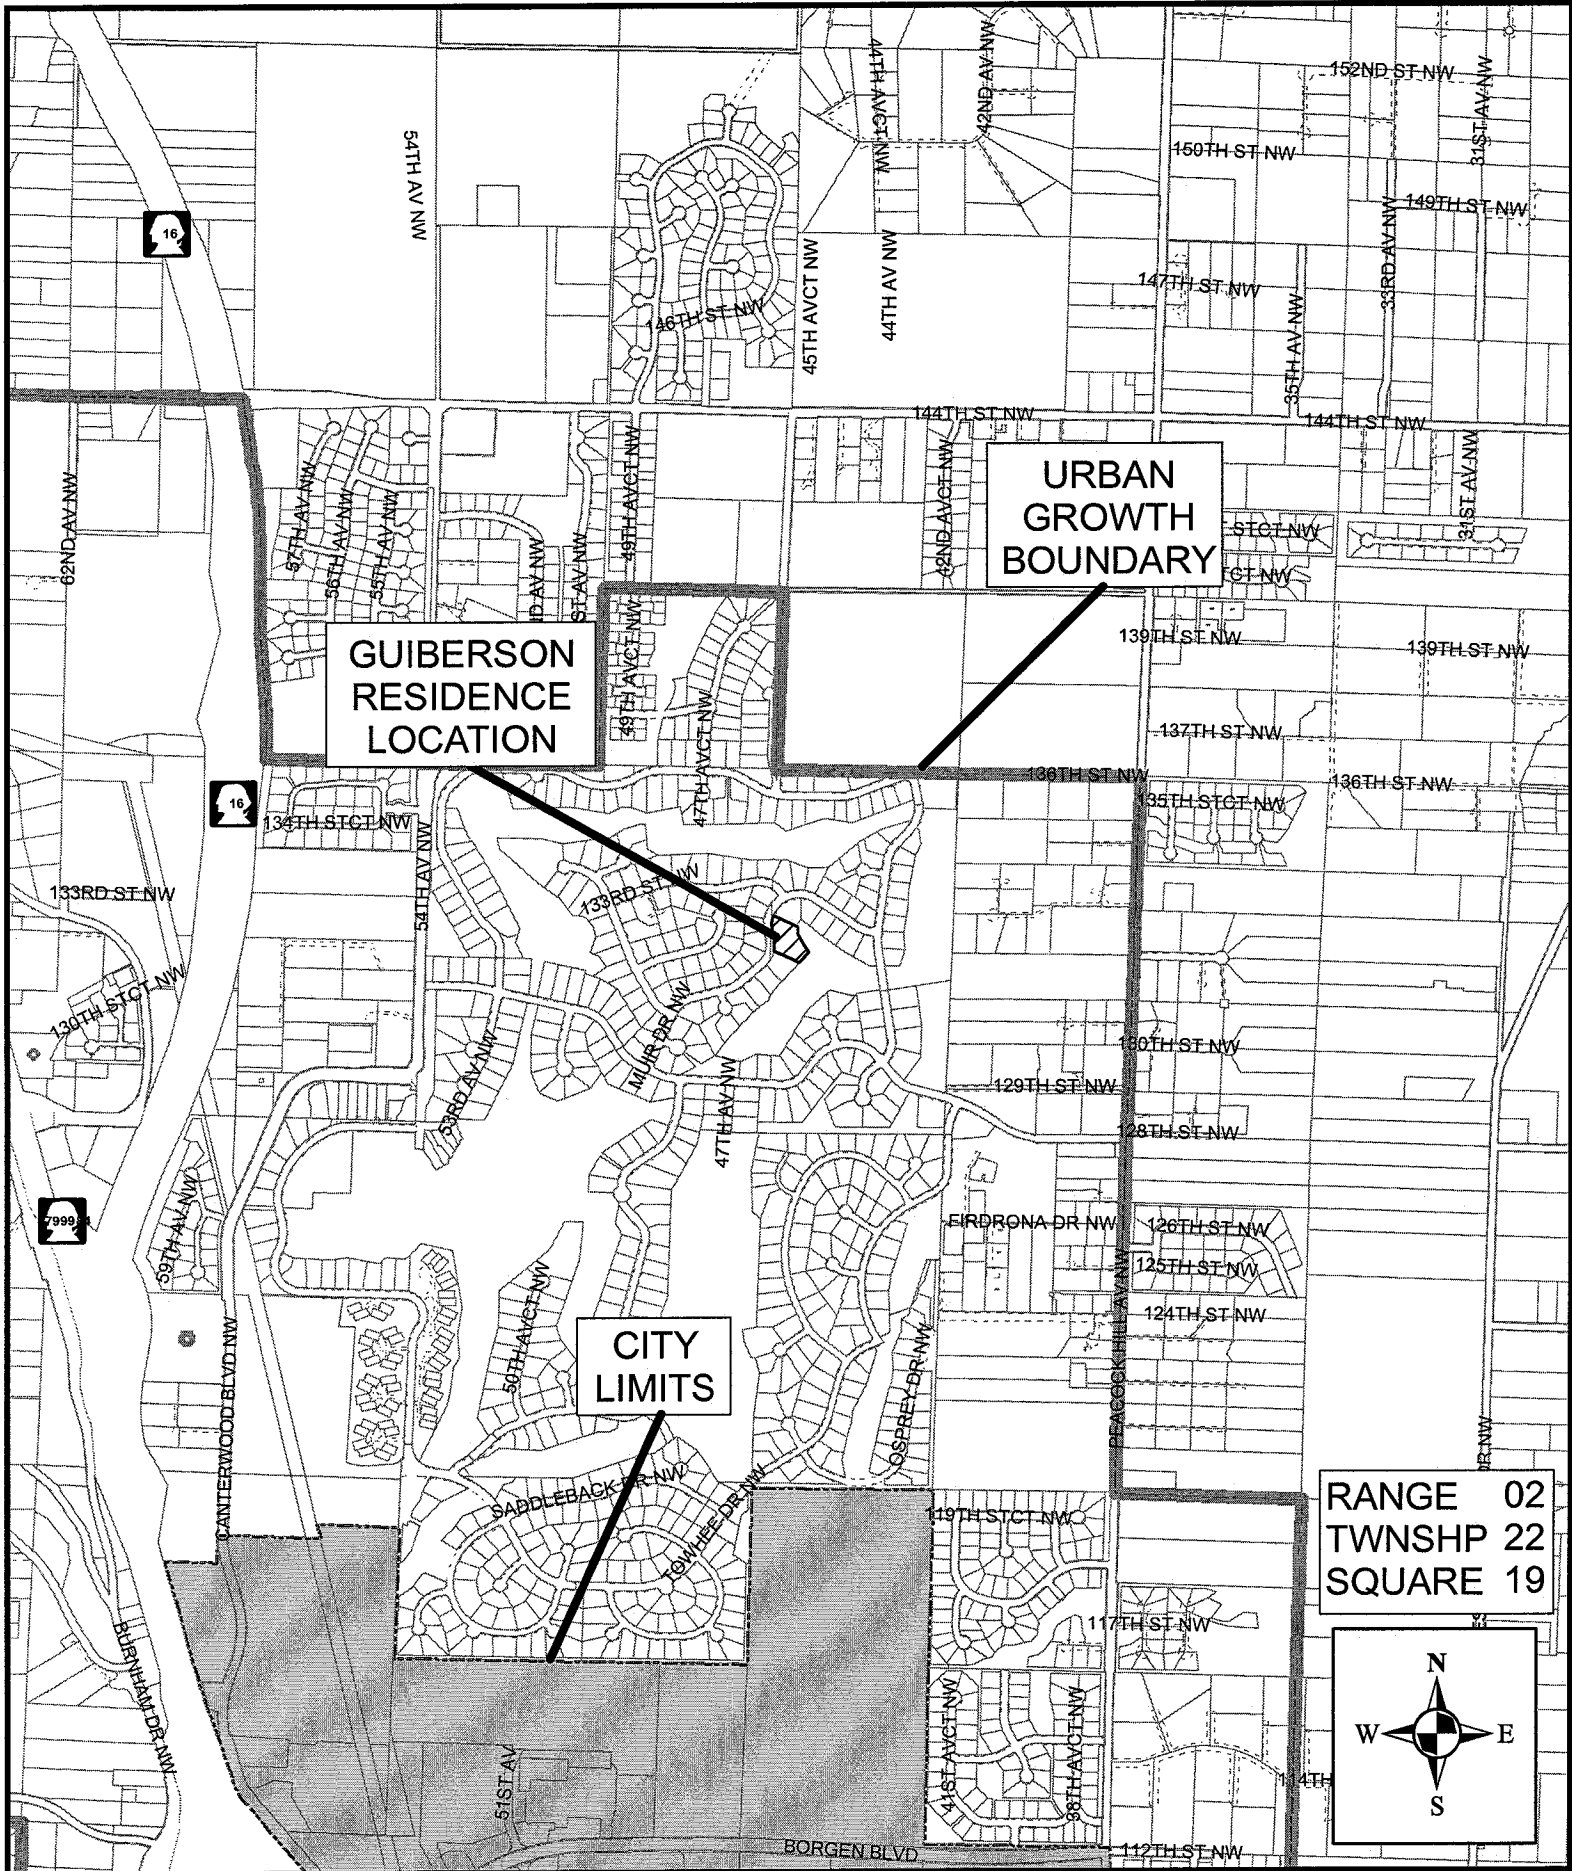 152ND ST NW
44TH AVCT NW
42ND AV NW
31ST AV NW
150TH ST NW
54TH AV NW
149TH ST NW
16
45TH AVCT NW
44TH AV NW
33RD AV NW
147TH ST NW
146TH ST NW
35TH AV NW
144TH ST NW
144TH ST NW
URBAN
GROWTH
BOUNDARY
62ND AV NW
57TH AV NW
56TH AV NW
55TH AV NW
49TH AVCT NW
31ST AV NW
STCT NW
GUIBERSON
RESIDENCE
LOCATION
49TH AVCT NW
47TH AVCT NW
139TH ST NW
139TH ST NW
137TH ST NW
136TH ST NW
136TH ST NW
135TH STCT NW
16
134TH STCT NW
54TH AV NW
133RD ST NW
133RD ST NW
130TH STCT NW
MUIR DR NW
53RD AV NW
47TH AV NW
130TH ST NW
129TH ST NW
128TH ST NW
59TH AV NW
FIRDRONA DR NW
126TH ST NW
125TH ST NW
124TH ST NW
50TH AVCT NW
CITY
LIMITS
CANTERWOOD BLVD NW
OSPREY DR NW
PEACOCK HILL AV NW
DR NW
SADDLEBACK DR NW
TOWHEE DR NW
119TH STCT NW
RANGE 02
TWNSHP 22
SQUARE 19
117TH ST NW
BURNHAM DR NW
51ST AV
41ST AVCT NW
38TH AVCT NW
114TH
BORGEN BLVD
112TH ST NW
N
W E
S